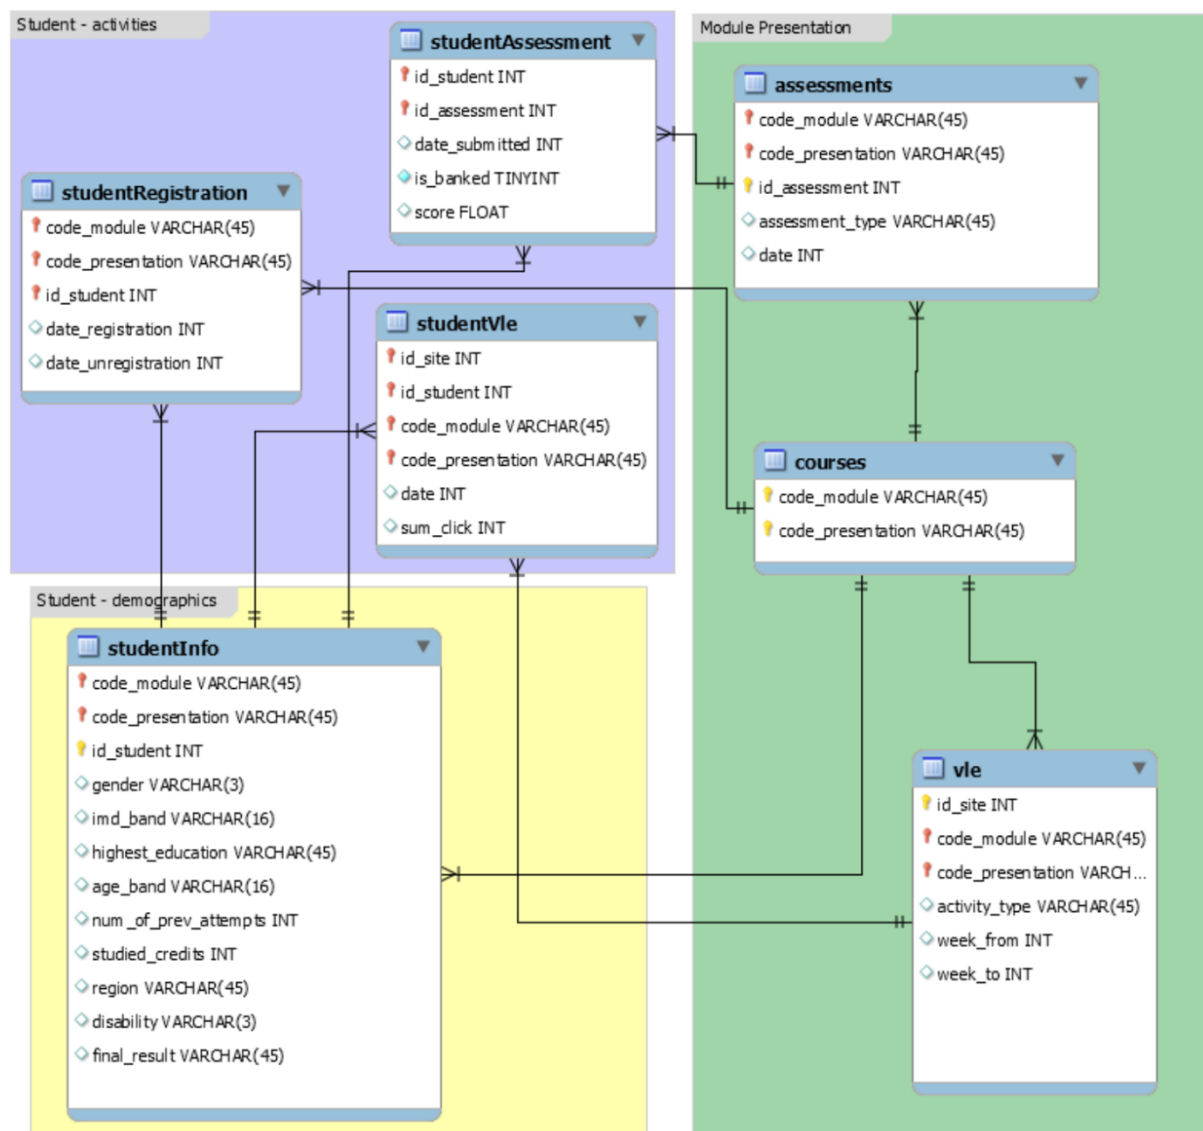 Student - activities
studentAssessment
id_student INT
id_assessment INT
date_submitted INT
is_banked TINYINT
score FLOAT
studentRegistration
code_module VARCHAR(45)
code_presentation VARCHAR(45)
id_student INT
date_registration INT
date_unregistration INT
studentVle
id_site INT
id_student INT
code_module VARCHAR(45)
code_presentation VARCHAR(45)
date INT
sum_click INT
Module Presentation
assessments
code_module VARCHAR(45)
code_presentation VARCHAR(45)
id_assessment INT
assessment_type VARCHAR(45)
date INT
courses
code_module VARCHAR(45)
code_presentation VARCHAR(45)
vle
id_site INT
code_module VARCHAR(45)
code_presentation VARCH...
activity_type VARCHAR(45)
week_from INT
week_to INT
Student - demographics
studentInfo
code_module VARCHAR(45)
code_presentation VARCHAR(45)
id_student INT
gender VARCHAR(3)
imd_band VARCHAR(16)
highest_education VARCHAR(45)
age_band VARCHAR(16)
num_of_prev_attempts INT
studied_credits INT
region VARCHAR(45)
disability VARCHAR(3)
final_result VARCHAR(45)